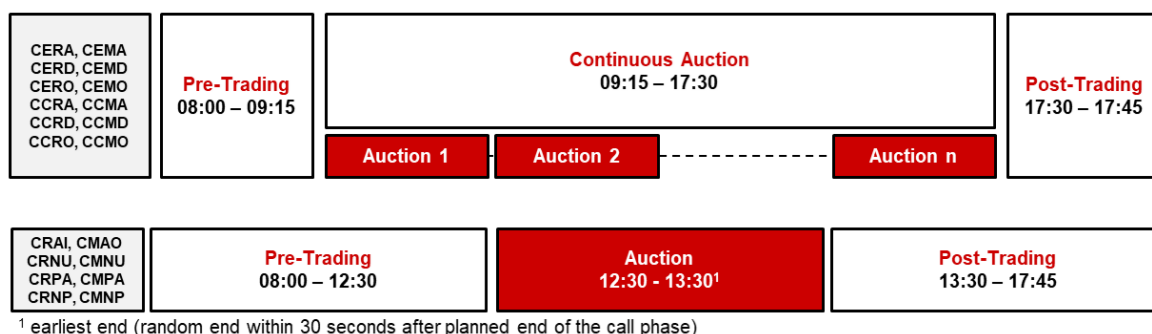 CERA, CEMA
CERD, CEMD
CERO, CEMO
CCRA, CCMA
CCRD, CCMD
CCRO, CCMO
Pre-Trading
08:00 – 09:15
Continuous Auction
09:15 – 17:30
Auction 1
Auction 2
Auction n
Post-Trading
17:30 – 17:45
CRAI, CMAO
CRNU, CMNU
CRPA, CMPA
CRNP, CMNP
Pre-Trading
08:00 – 12:30
Auction
12:30 - 13:30¹
Post-Trading
13:30 – 17:45
¹ earliest end (random end within 30 seconds after planned end of the call phase)